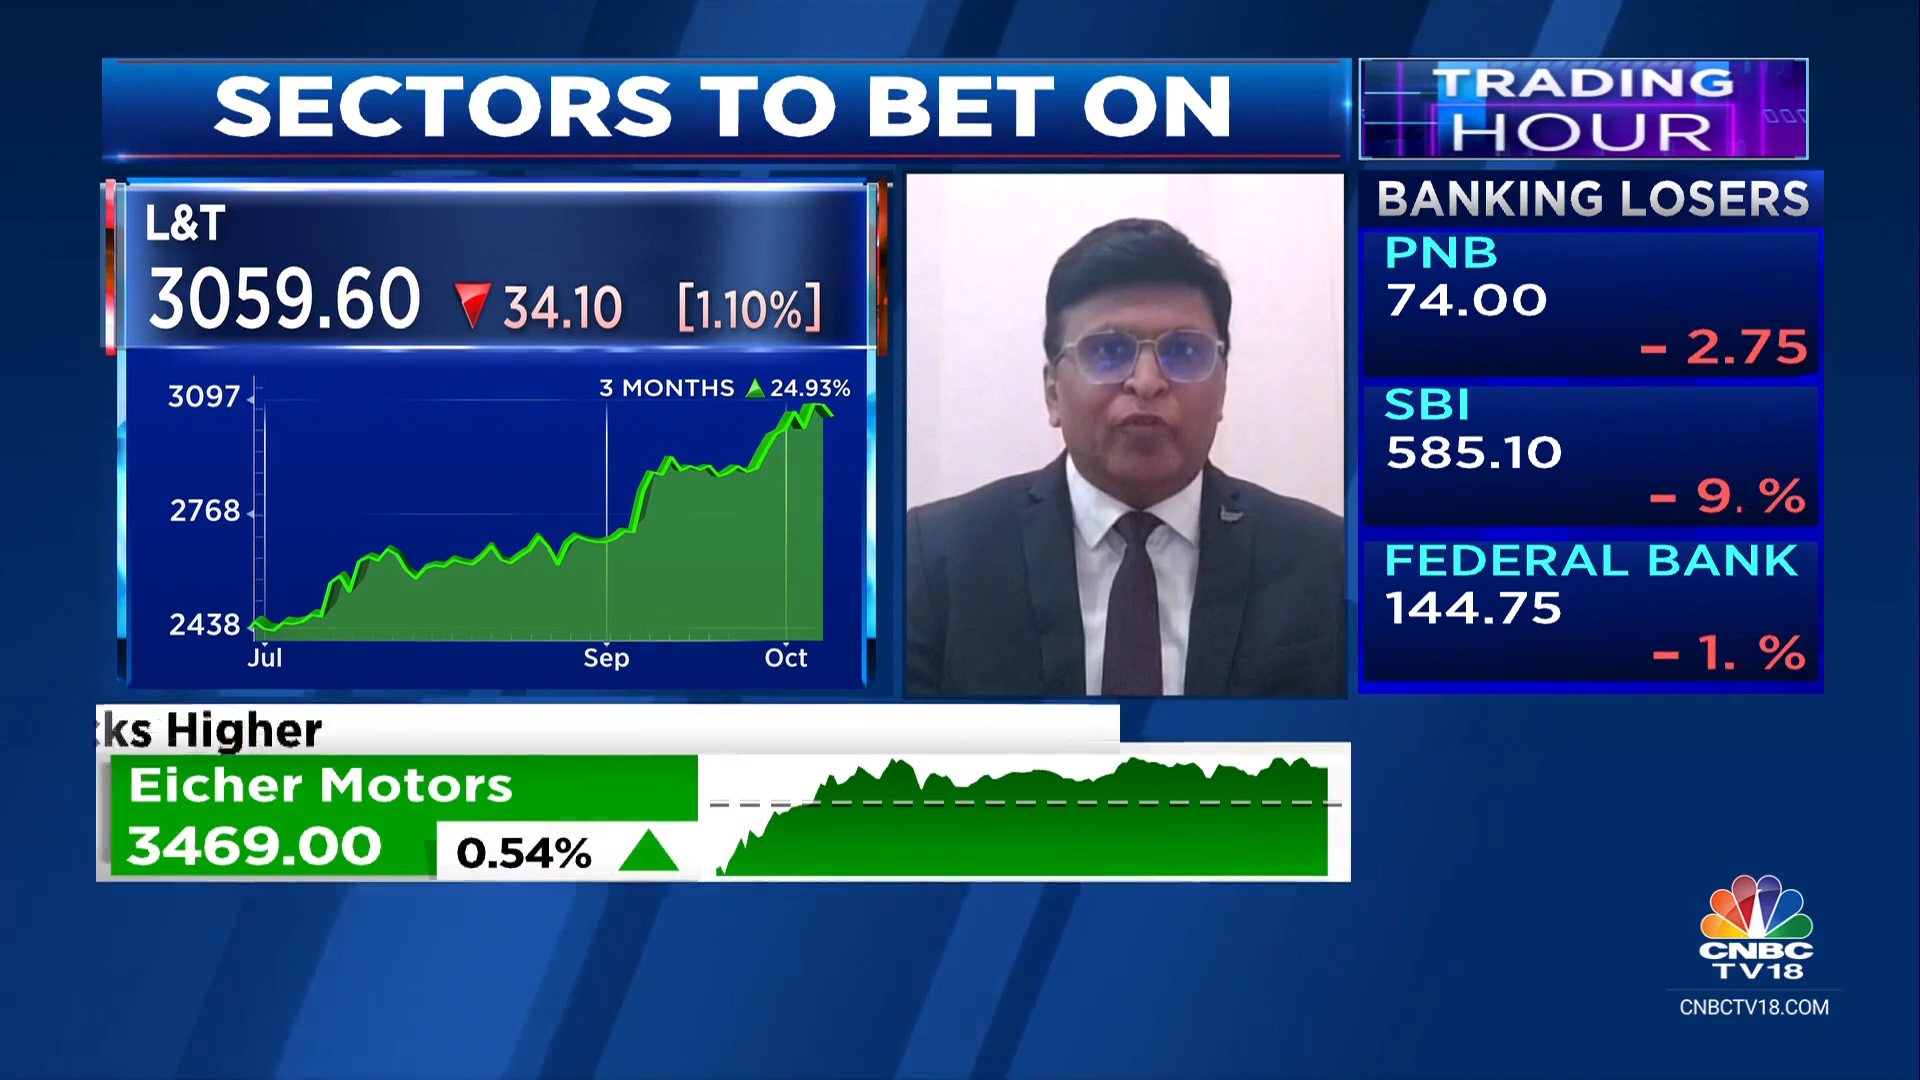 SECTORS TO BET ON
TRADING
HOUR
L&T
3059.60 ▼ 34.10 [1.10%]
3 MONTHS ▲ 24.93%
3097
2768
2438
Jul Sep Oct
BANKING LOSERS
PNB
74.00
- 2.75
SBI
585.10
- 9. %
FEDERAL BANK
144.75
- 1. %
ks Higher
Eicher Motors
3469.00 0.54% ▲
CNBC
TV18
CNBCTV18.COM